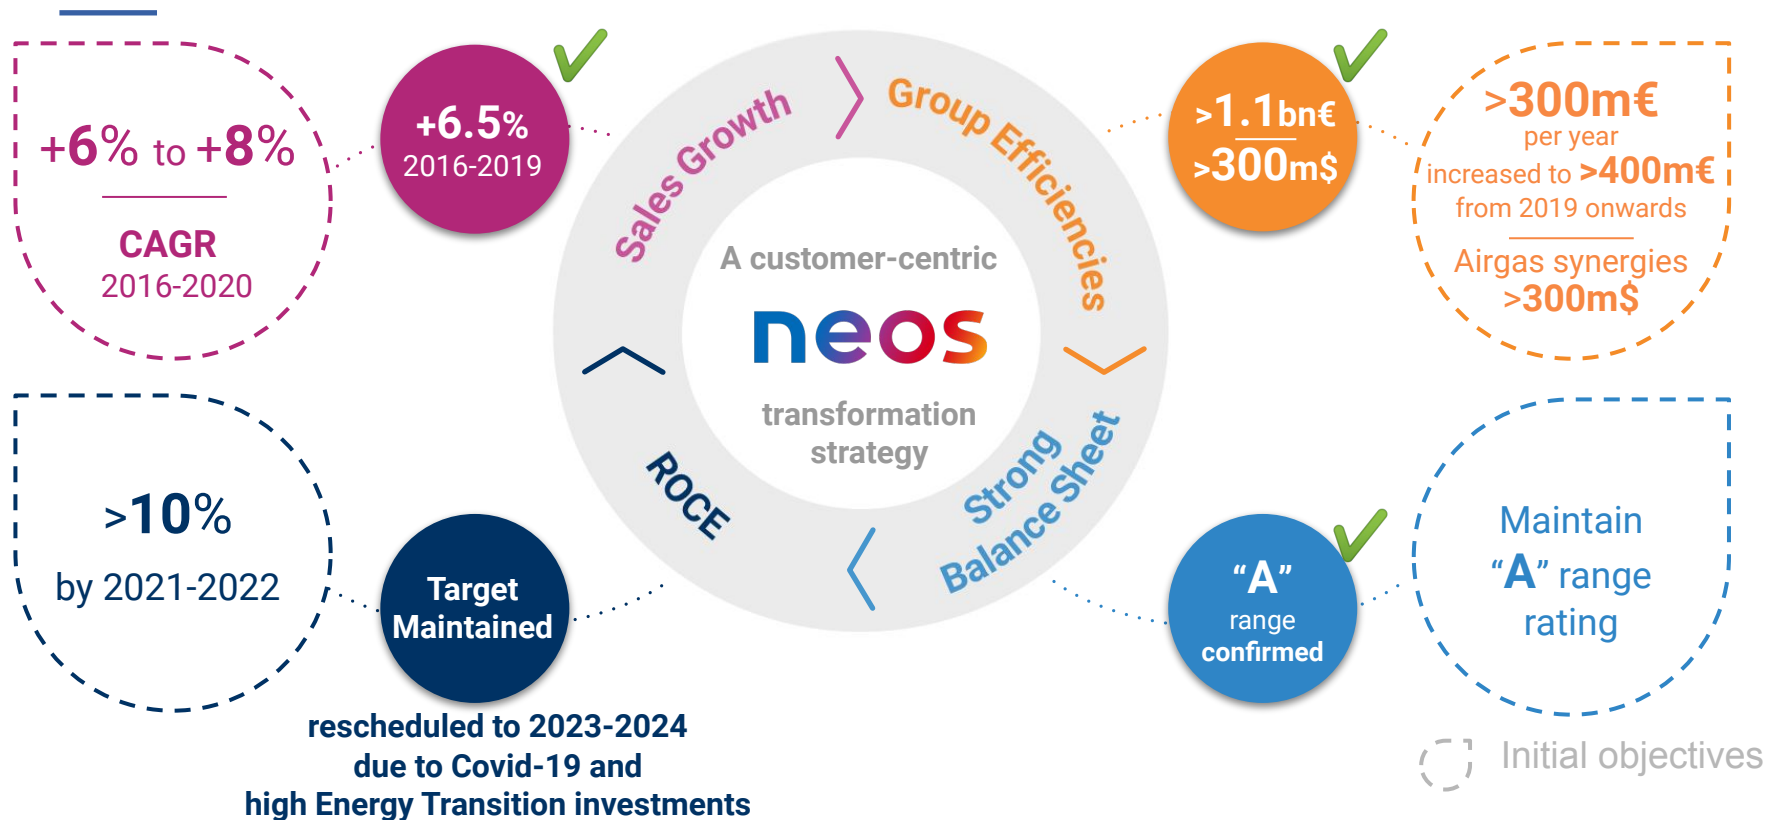 +6% to +8%
CAGR
2016-2020
+6.5%
2016-2019
Sales Growth
Group Efficiencies
>1.1bn€
>300m$
>300m€
per year
increased to >400m€
from 2019 onwards
Airgas synergies
>300m$
A customer-centric
neos
transformation
strategy
>10%
by 2021-2022
Target
Maintained
rescheduled to 2023-2024
due to Covid-19 and
high Energy Transition investments
ROCE
Strong
Balance Sheet
“A”
range
confirmed
Maintain
“A” range
rating
Initial objectives